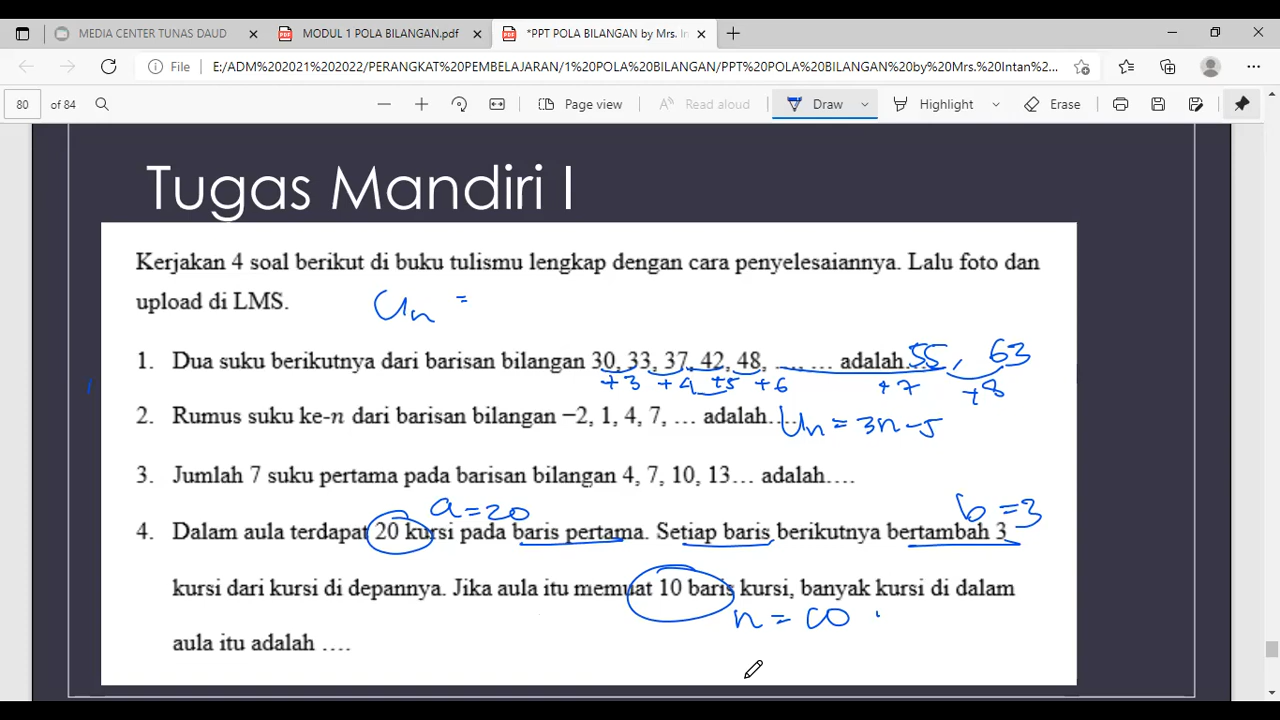 MEDIA CENTER TUNAS DAUD
MODUL 1 POLA BILANGAN.pdf
*PPT POLA BILANGAN by Mrs. In
File
E:/ADM%202021%202022/PERANGKAT%20PEMBELAJARAN/1%20POLA%20BILANGAN/PPT%20POLA%20BILANGAN%20by%20Mrs.%20Intan%2...
80 of 84
Page view
Read aloud
Draw
Highlight
Erase
Tugas Mandiri I
Kerjakan 4 soal berikut di buku tulismu lengkap dengan cara penyelesaiannya. Lalu foto dan
upload di LMS.
Un =
1. Dua suku berikutnya dari barisan bilangan 30, 33, 37, 42, 48, …, … adalah… 55, 63
+3 +4 +5 +6 +7 +8
2. Rumus suku ke-n dari barisan bilangan −2, 1, 4, 7, … adalah…. Un = 3n-5
3. Jumlah 7 suku pertama pada barisan bilangan 4, 7, 10, 13… adalah….
a=20 b=3
4. Dalam aula terdapat 20 kursi pada baris pertama. Setiap baris berikutnya bertambah 3
kursi dari kursi di depannya. Jika aula itu memuat 10 baris kursi, banyak kursi di dalam
n = 10
aula itu adalah ….